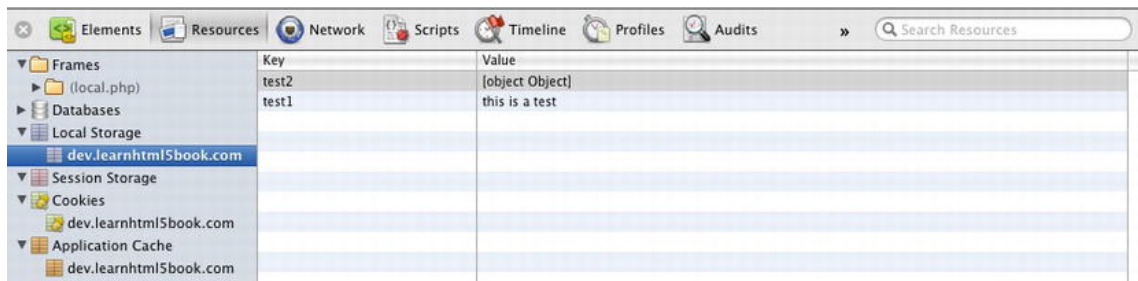 Elements Resources Network Scripts Timeline Profiles Audits » Search Resources
Frames
(local.php)
Databases
Local Storage
dev.learnhtml5book.com
Session Storage
Cookies
dev.learnhtml5book.com
Application Cache
dev.learnhtml5book.com
Key Value
test2 [object Object]
test1 this is a test